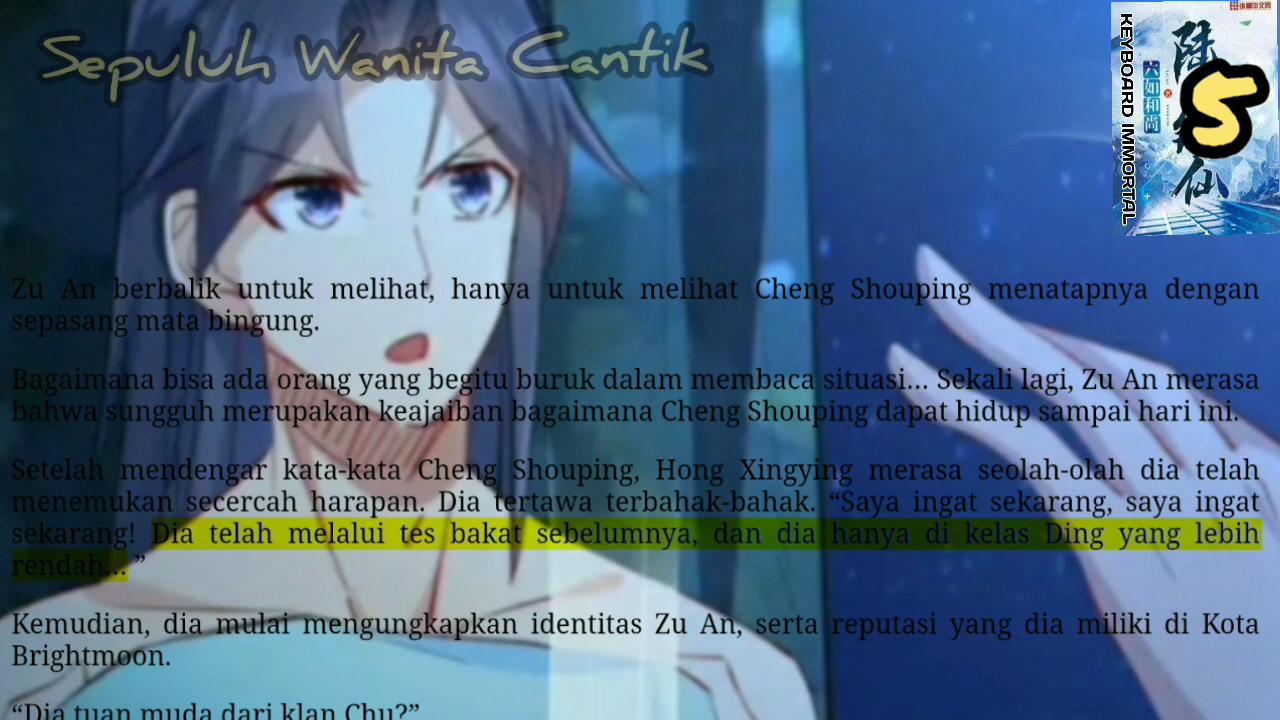 Sepuluh Wanita Cantik
KEYBOARD IMMORTAL
六如和尚
S
仙
Zu An berbalik untuk melihat, hanya untuk melihat Cheng Shouping menatapnya dengan
sepasang mata bingung.
Bagaimana bisa ada orang yang begitu buruk dalam membaca situasi... Sekali lagi, Zu An merasa
bahwa sungguh merupakan keajaiban bagaimana Cheng Shouping dapat hidup sampai hari ini.
Setelah mendengar kata-kata Cheng Shouping, Hong Xingying merasa seolah-olah dia telah
menemukan secercah harapan. Dia tertawa terbahak-bahak. “Saya ingat sekarang, saya ingat
sekarang! Dia telah melalui tes bakat sebelumnya, dan dia hanya di kelas Ding yang lebih
rendah... ”
Kemudian, dia mulai mengungkapkan identitas Zu An, serta reputasi yang dia miliki di Kota
Brightmoon.
“Dia tuan muda dari klan Chu?”